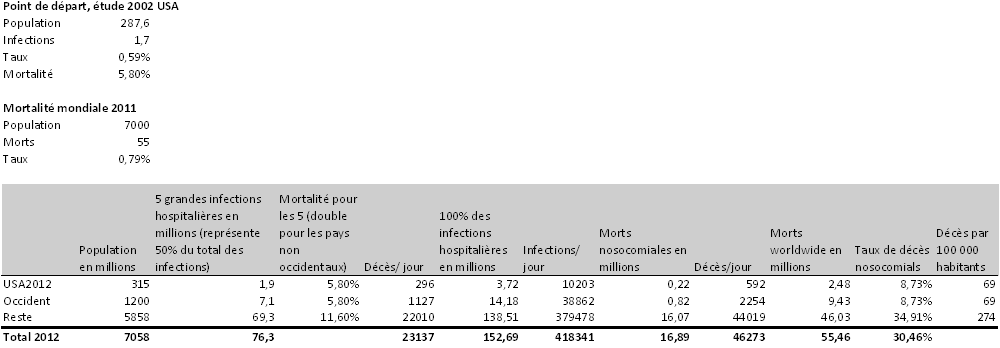 Point de départ, étude 2002 USA
Population 287,6
Infections 1,7
Taux 0,59%
Mortalité 5,80%
Mortalité mondiale 2011
Population 7000
Morts 55
Taux 0,79%
Population en millions 5 grandes infections hospitalières en millions (représente 50% du total des infections) Mortalité pour les 5 (double pour les pays non occidentaux) Décès/ jour 100% des infections hospitalières en millions Infections/ jour Morts nosocomiales en millions Décès/jour Morts worldwide en millions Taux de décès nosocomials Décès par 100 000 habitants
USA2012 315 1,9 5,80% 296 3,72 10203 0,22 592 2,48 8,73% 69
Occident 1200 7,1 5,80% 1127 14,18 38862 0,82 2254 9,43 8,73% 69
Reste 5858 69,3 11,60% 22010 138,51 379478 16,07 44019 46,03 34,91% 274
Total 2012 7058 76,3 23137 152,69 418341 16,89 46273 55,46 30,46%